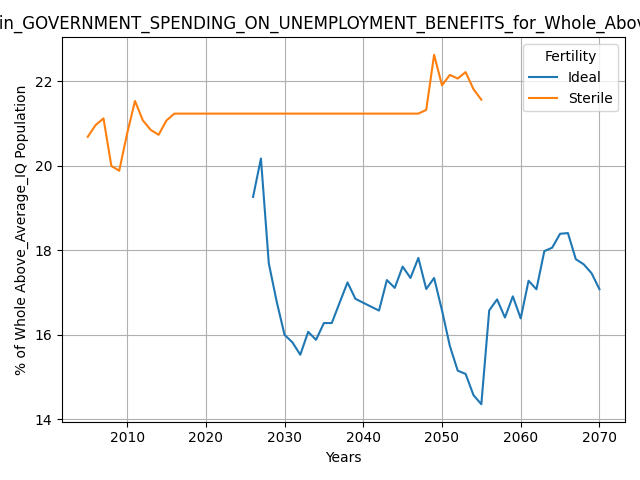 in_GOVERNMENT_SPENDING_ON_UNEMPLOYMENT_BENEFITS_for_Whole_Abov
Fertility
Ideal
Sterile
% of Whole Above_Average_IQ Population
22
20
18
16
14
2010 2020 2030 2040 2050 2060 2070
Years